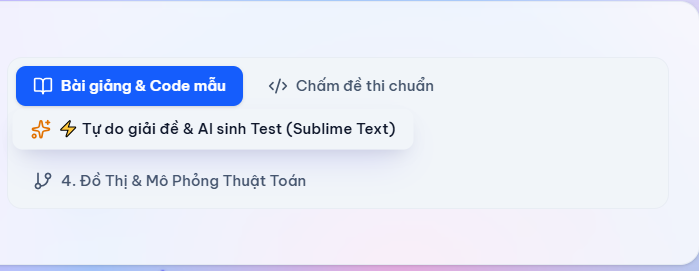 Bài giảng & Code mẫu
Chấm đề thi chuẩn
⚡ Tự do giải đề & AI sinh Test (Sublime Text)
4. Đồ Thị & Mô Phỏng Thuật Toán